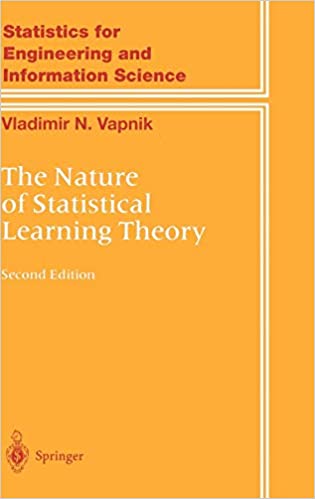 Statistics for
Engineering and
Information Science
Vladimir N. Vapnik
The Nature
of Statistical
Learning Theory
Second Edition
Springer